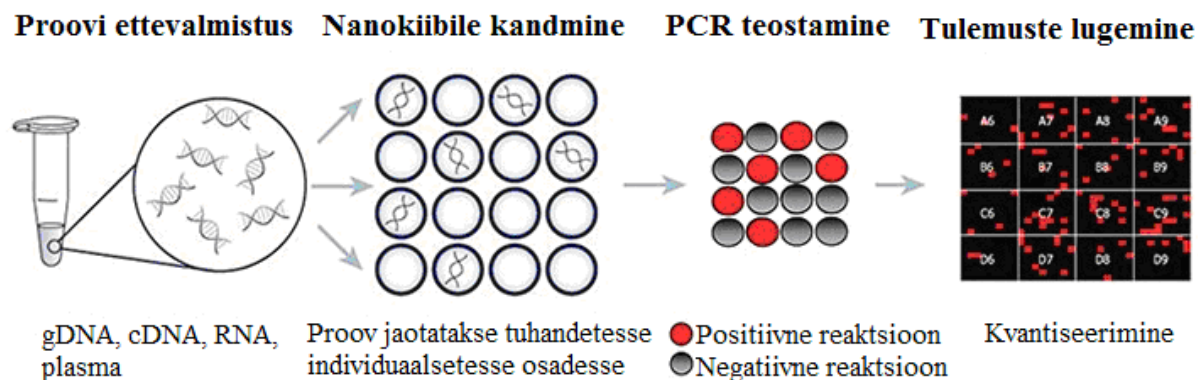 Proovi ettevalmistus
Nanokiibile kandmine
PCR teostamine
Tulemuste lugemine
A6 A7 A8 A9
B6 B7 B8 B9
C6 C7 C8 C9
D6 D7 D8 D9
gDNA, cDNA, RNA,
plasma
Proov jaotatakse tuhandetesse
individuaalsetesse osadesse
Positiivne reaktsioon
Negatiivne reaktsioon
Kvantiseerimine